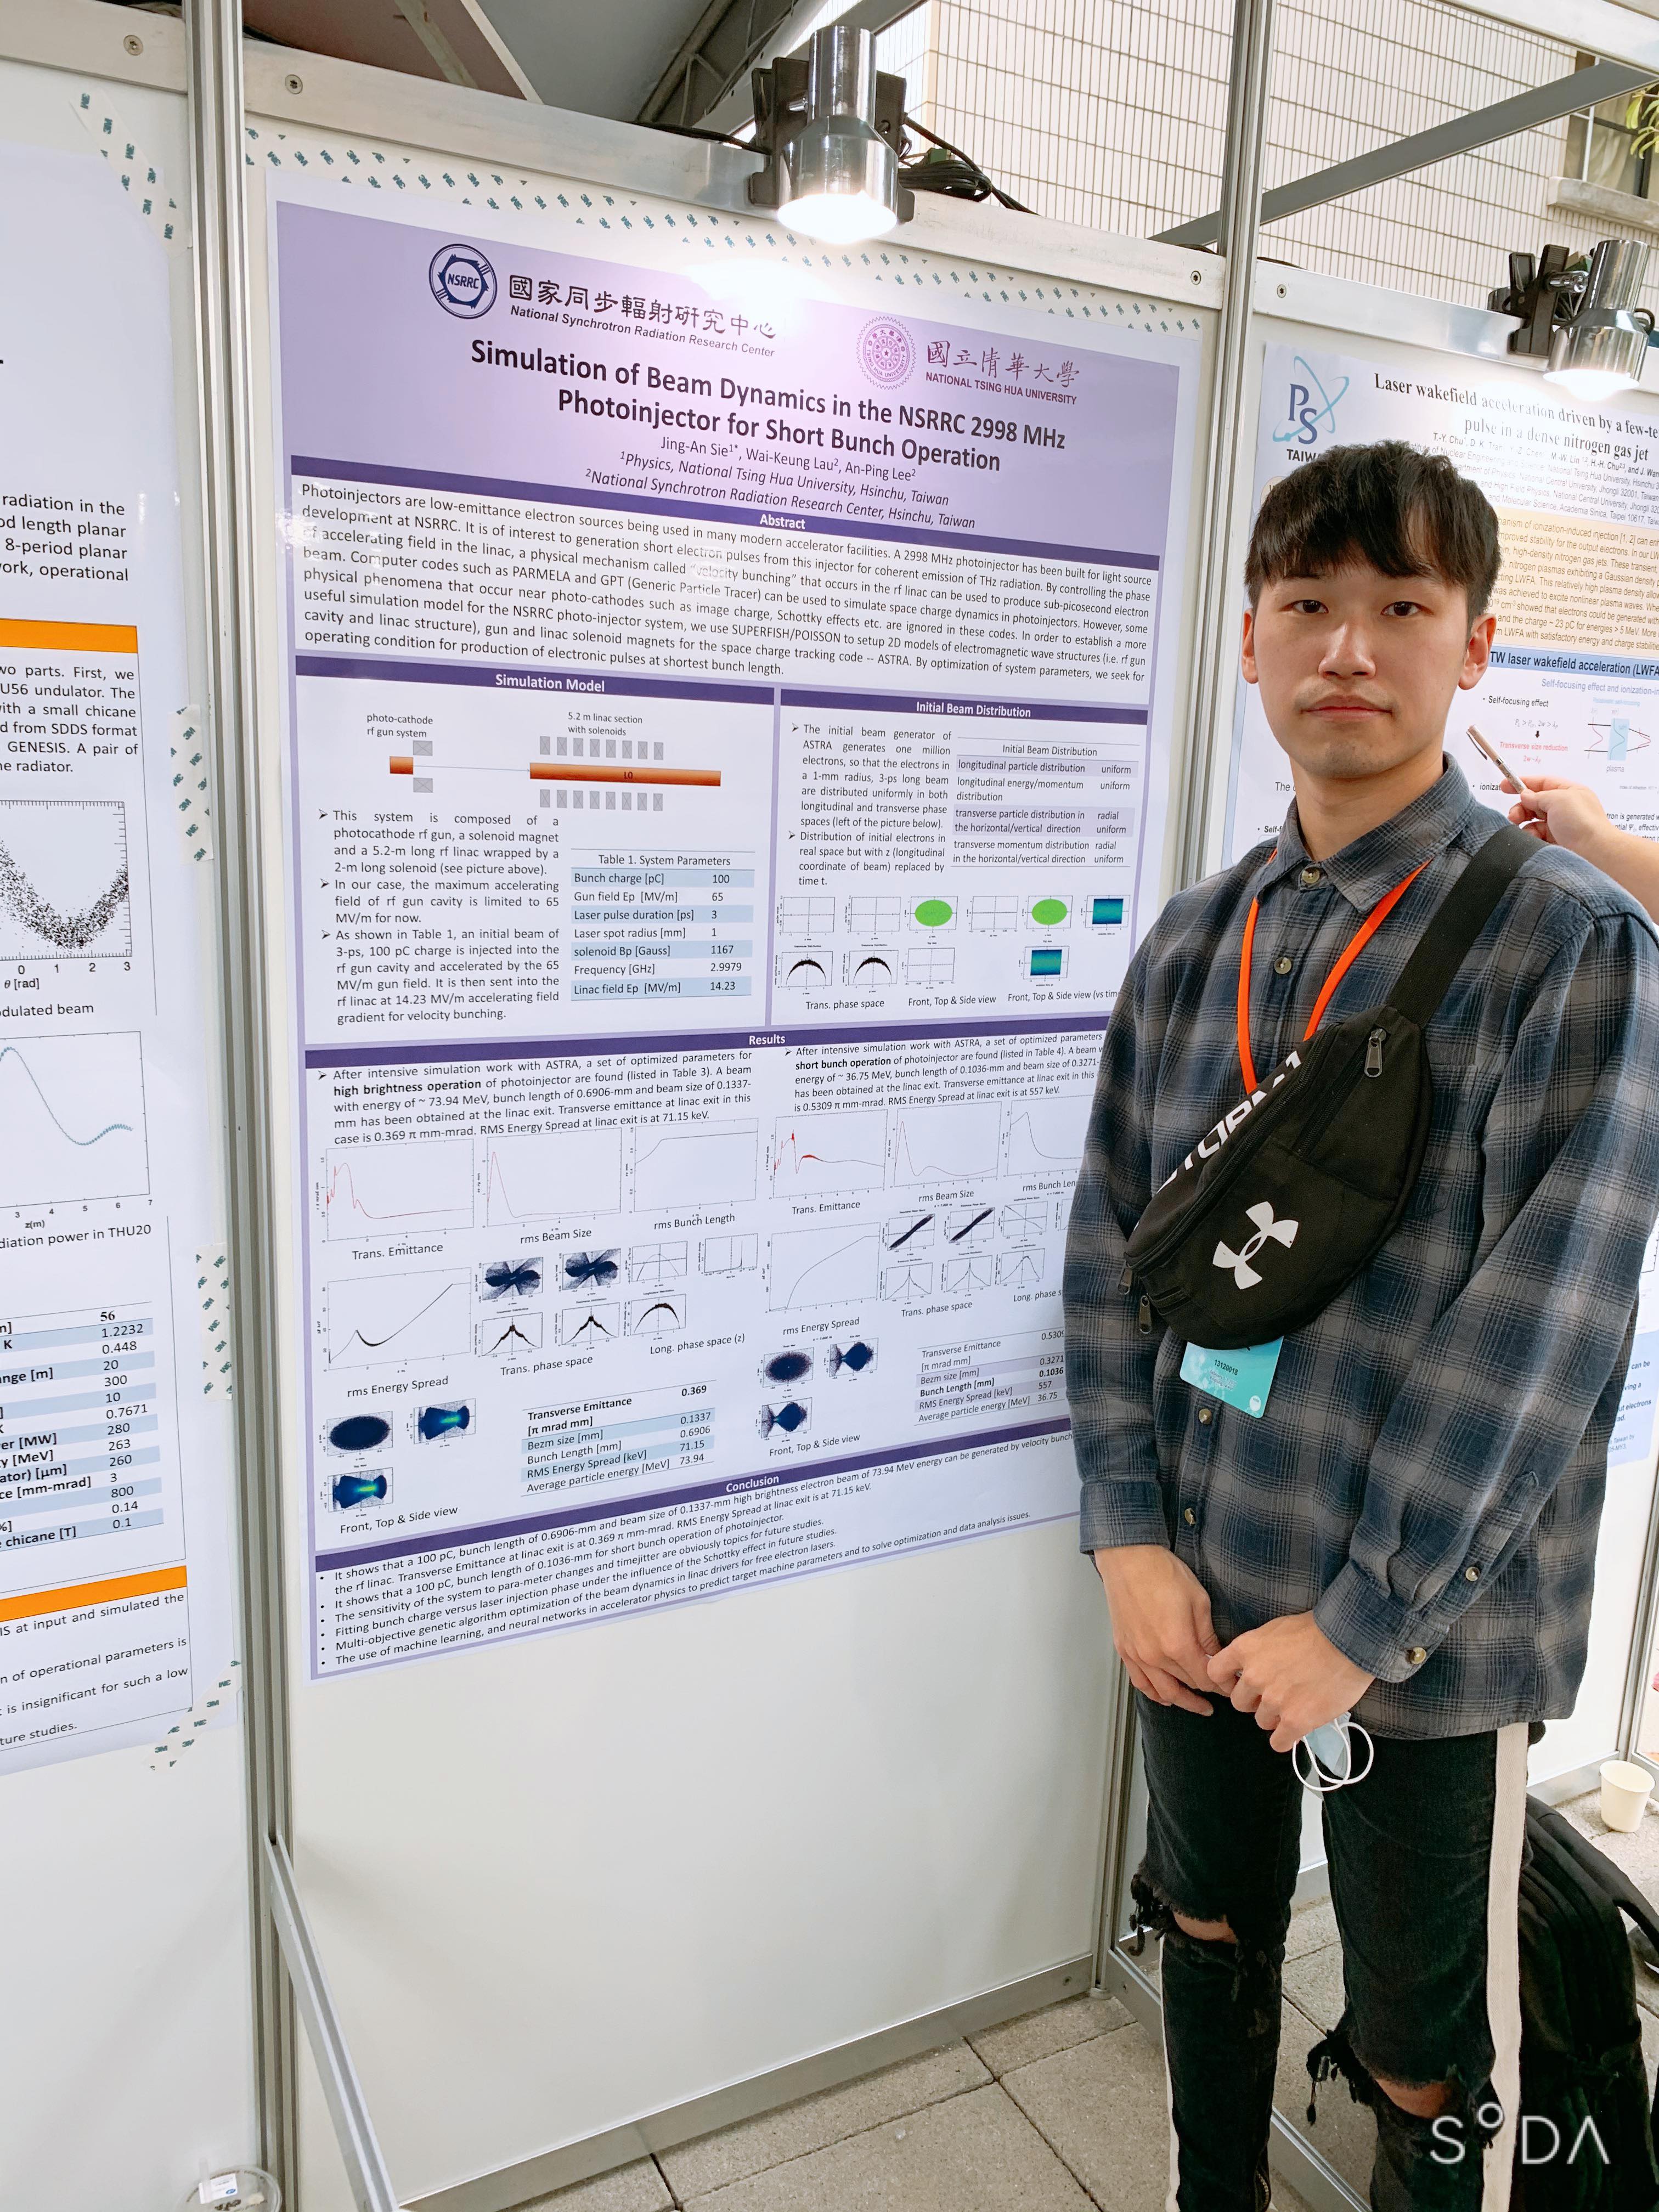 NSRRC
國家同步輻射研究中心
National Synchrotron Radiation Research Center
國立清華大學
NATIONAL TSING HUA UNIVERSITY
Simulation of Beam Dynamics in the NSRRC 2998 MHz
Photoinjector for Short Bunch Operation
Jing-An Sie1*, Wai-Keung Lau2, An-Ping Lee2
1Physics, National Tsing Hua University, Hsinchu, Taiwan
2National Synchrotron Radiation Research Center, Hsinchu, Taiwan
Abstract
Photoinjectors are low-emittance electron sources being used in many modern accelerator facilities. A 2998 MHz photoinjector has been built for light source
development at NSRRC. It is of interest to generation short electron pulses from this injector for coherent emission of THz radiation. By controlling the phase
of accelerating field in the linac, a physical mechanism called "velocity bunching" that occurs in the rf linac can be used to produce sub-picosecond electron
beam. Computer codes such as PARMELA and GPT (Generic Particle Tracer) can be used to simulate space charge dynamics in photoinjectors. However, some
physical phenomena that occur near photo-cathodes such as image charge, Schottky effects etc. are ignored in these codes. In order to establish a more
useful simulation model for the NSRRC photo-injector system, we use SUPERFISH/POISSON to setup 2D models of electromagnetic wave structures (i.e. rf gun
cavity and linac structure), gun and linac solenoid magnets for the space charge tracking code -- ASTRA. By optimization of system parameters, we seek for
operating condition for production of electronic pulses at shortest bunch length.
Simulation Model
photo-cathode
rf gun system
5.2 m linac section
with solenoids
L0
➢ This system is composed of a
photocathode rf gun, a solenoid magnet
and a 5.2-m long rf linac wrapped by a
2-m long solenoid (see picture above).
➢ In our case, the maximum accelerating
field of rf gun cavity is limited to 65
MV/m for now.
➢ As shown in Table 1, an initial beam of
3-ps, 100 pC charge is injected into the
rf gun cavity and accelerated by the 65
MV/m gun field. It is then sent into the
rf linac at 14.23 MV/m accelerating field
gradient for velocity bunching.
Table 1. System Parameters
Bunch charge [pC] 100
Gun field Ep [MV/m] 65
Laser pulse duration [ps] 3
Laser spot radius [mm] 1
solenoid Bp [Gauss] 1167
Frequency [GHz] 2.9979
Linac field Ep [MV/m] 14.23
Initial Beam Distribution
➢ The initial beam generator of
ASTRA generates one million
electrons, so that the electrons in
a 1-mm radius, 3-ps long beam
are distributed uniformly in both
longitudinal and transverse phase
spaces (left of the picture below).
➢ Distribution of initial electrons in
real space but with z (longitudinal
coordinate of beam) replaced by
time t.
Initial Beam Distribution
longitudinal particle distribution uniform
longitudinal energy/momentum uniform
distribution
transverse particle distribution in radial
the horizontal/vertical direction uniform
transverse momentum distribution radial
in the horizontal/vertical direction uniform
Trans. phase space
Front, Top & Side view
Front, Top & Side view (vs
Results
➢ After intensive simulation work with ASTRA, a set of optimized parameters for
high brightness operation of photoinjector are found (listed in Table 3). A beam
with energy of ~ 73.94 MeV, bunch length of 0.6906-mm and beam size of 0.1337-
mm has been obtained at the linac exit. Transverse emittance at linac exit in this
case is 0.369 π mm-mrad. RMS Energy Spread at linac exit is at 71.15 keV.
➢ After intensive simulation work with ASTRA, a set of optimized parameters
short bunch operation of photoinjector are found (listed in Table 4). A beam
energy of ~ 36.75 MeV, bunch length of 0.1036-mm and beam size of 0.3271-
has been obtained at the linac exit. Transverse emittance at linac exit in this
is 0.5309 π mm-mrad. RMS Energy Spread at linac exit is at 557 keV.
Trans. Emittance
rms Beam Size
rms Bunch Length
Trans. Emittance
rms Beam Size
rms Bunch
rms Energy Spread
Trans. phase space
Long. phase space (z)
rms Energy Spread
Trans. phase space
Long. phase
Front, Top & Side view
Transverse Emittance 0.369
[π mrad mm]
Bezm size [mm] 0.1337
Bunch Length [mm] 0.6906
RMS Energy Spread [keV] 71.15
Average particle energy [MeV] 73.94
Front, Top & Side view
Transverse Emittance 0.5309
[π mrad mm]
Bezm size [mm] 0.3271
Bunch Length [mm] 0.1036
RMS Energy Spread [keV] 557
Average particle energy [MeV] 36.75
Conclusion
• It shows that a 100 pC, bunch length of 0.6906-mm and beam size of 0.1337-mm high brightness electron beam of 73.94 MeV energy can be generated by velocity
the rf linac. Transverse Emittance at linac exit is at 0.369 π mm-mrad. RMS Energy Spread at linac exit is at 71.15 keV.
• It shows that a 100 pC, bunch length of 0.1036-mm for short bunch operation of photoinjector.
• The sensitivity of the system to para-meter changes and timejitter are obviously topics for future studies.
• Fitting bunch charge versus laser injection phase under the influence of the Schottky effect in future studies.
• Multi-objective genetic algorithm optimization of the beam dynamics in linac drivers for free electron lasers.
• The use of machine learning, and neural networks in accelerator physics to predict target machine parameters and to solve optimization and data analysis issues.
radiation in the
length planar
8-period planar
operational
two parts. First, we
U56 undulator. The
with a small chicane
from SDDS format
GENESIS. A pair of
radiator.
0 1 2 3
θ [rad]
beam
3 4 5 6 7
z(m)
power in THU20
56
K 1.2232
0.448
[m] 20
300
10
0.7671
[MW] 280
[MeV] 263
[μm] 260
[mm-mrad] 3
800
0.14
chicane [T] 0.1
at input and simulated the
of operational parameters is
is insignificant for such a low
studies.
PS
Laser wakefield acceleration driven by a
pulse in a dense nitrogen gas jet
TW laser wakefield acceleration
Self-focusing effect
• Self-focusing effect
Transverse size reduction
plasma
13120018
3M
SODA